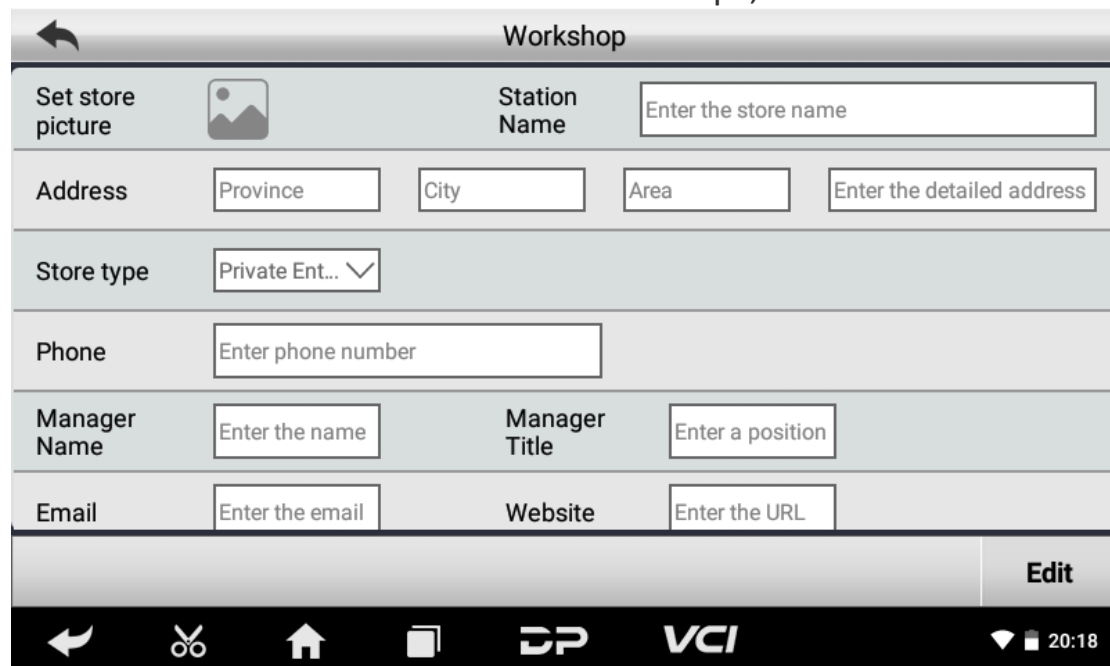 Workshop
Set store
picture
Station
Name
Enter the store name
Address
Province
City
Area
Enter the detailed address
Store type
Private Ent...
Phone
Enter phone number
Manager
Name
Enter the name
Manager
Title
Enter a position
Email
Enter the email
Website
Enter the URL
Edit
DP
VCI
20:18